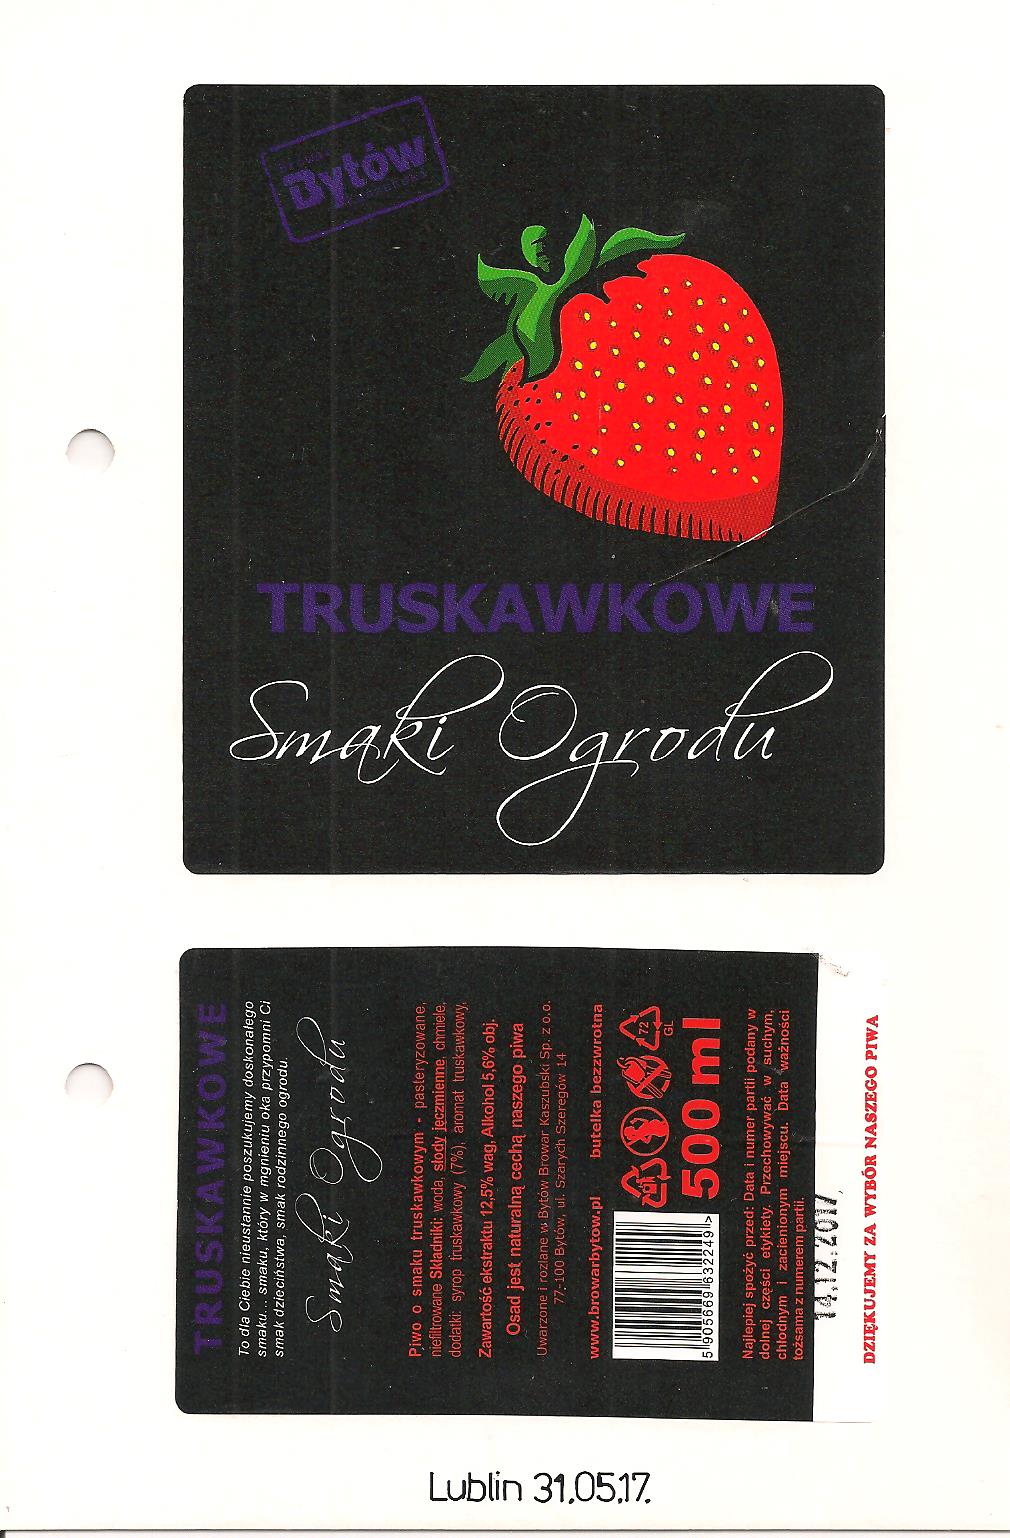 Bytów
TRUSKAWKOWE
Smaki Ogrodu
TRUSKAWKOWE
To dla Ciebie nieustannie poszukujemy doskonałego
smaku... smaku, który w mgnieniu oka przypomni Ci
smak dzieciństwa, smak rodzinnego ogrodu.
Smaki Ogrodu
Piwo o smaku truskawkowym - pasteryzowane,
niefiltrowane Składniki: woda, słody jęczmienne, chmiele,
dodatki: syrop truskawkowy (7%), aromat truskawkowy,
Zawartość ekstraktu 12,5% wag, Alkohol 5,6% obj.
Osad jest naturalną cechą naszego piwa
Uwarzone i rozlane w Bytów Browar Kaszubski Sp. z o.o.
77-100 Bytów, ul. Szarych Szeregów 14
www.browarbytow.pl butelka bezzwrotna
72
GL
500 ml
5 905669 632249 >
Najlepiej spożyć przed: Data i numer partii podany w
dolnej części etykiety. Przechowywać w suchym,
chłodnym i zacienionym miejscu. Data ważności
tożsama z numerem partii.
14.12.2017
DZIĘKUJEMY ZA WYBÓR NASZEGO PIWA
Lublin 31.05.17.